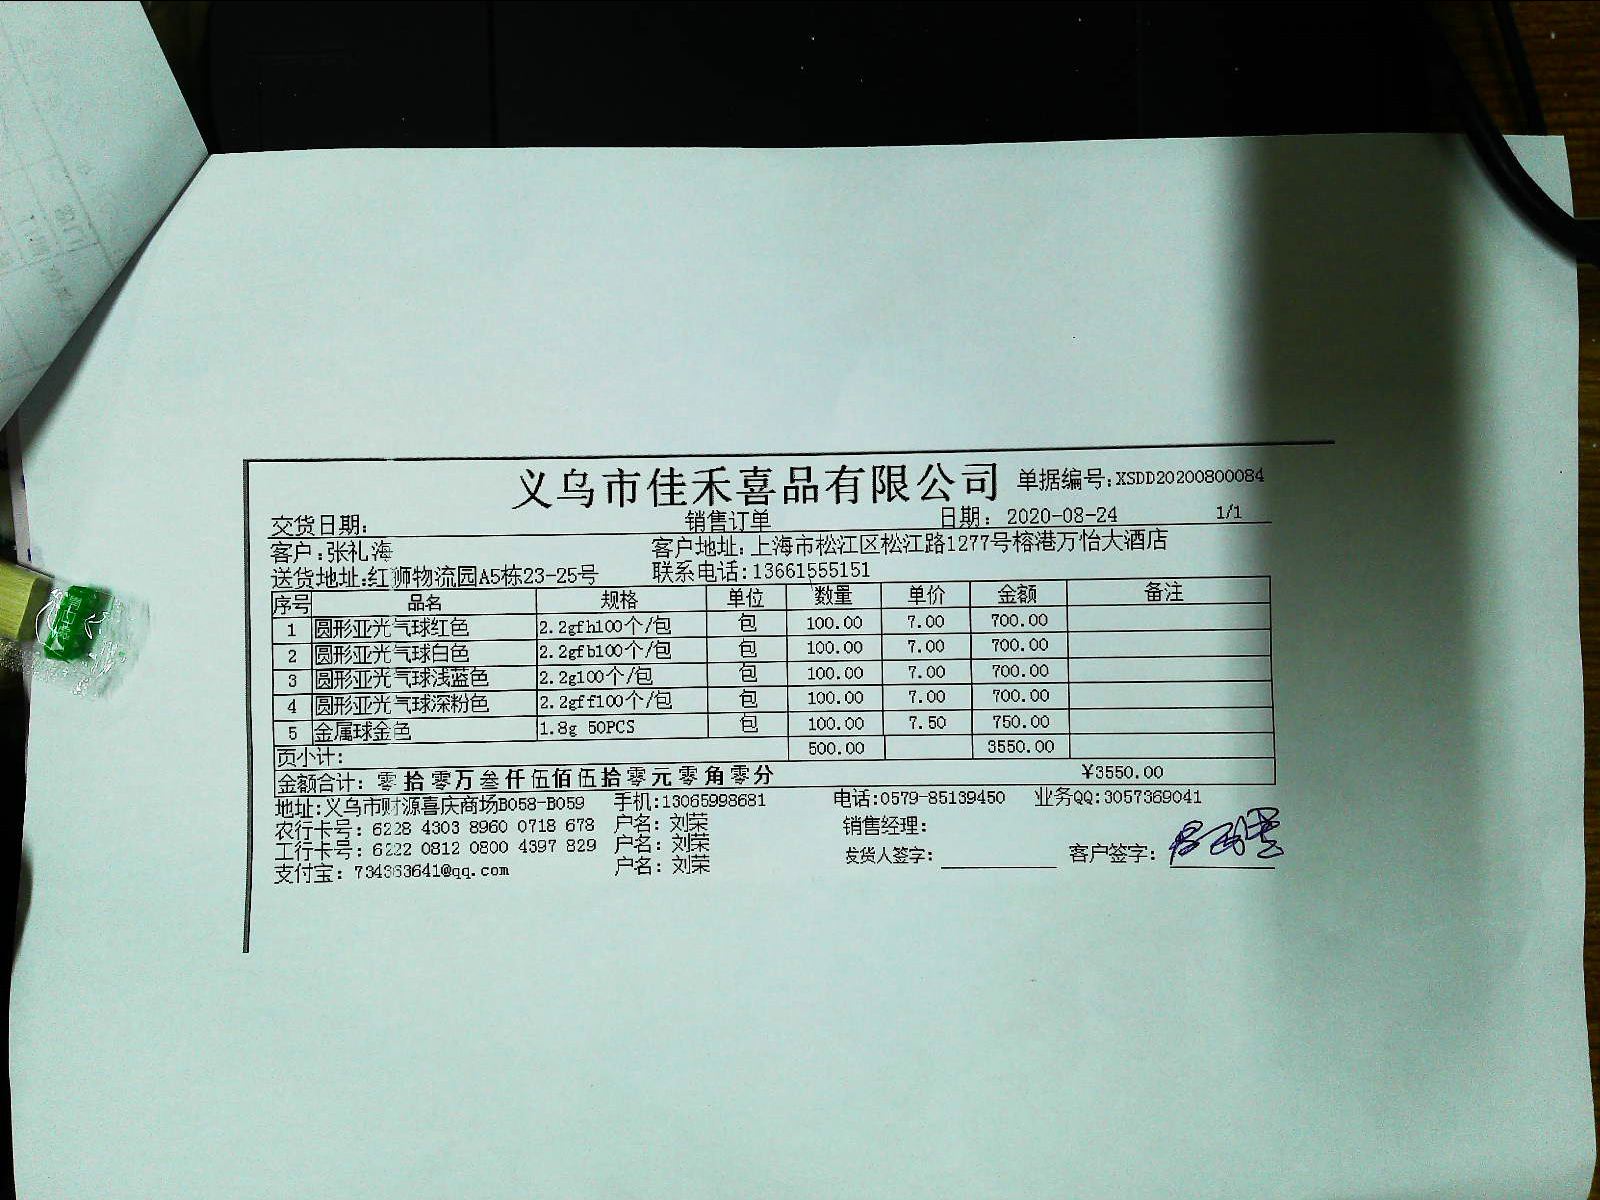 义乌市佳禾喜品有限公司 单据编号:XSDD20200800084
交货日期: 销售订单 日期: 2020-08-24 1/1
客户:张礼海 客户地址:上海市松江区松江路1277号榕港万怡大酒店
送货地址:红狮物流园A5栋23-25号 联系电话:13661555151
序号 品名 规格 单位 数量 单价 金额 备注
1 圆形亚光气球红色 2.2gfh100个/包 包 100.00 7.00 700.00
2 圆形亚光气球白色 2.2gfb100个/包 包 100.00 7.00 700.00
3 圆形亚光气球浅蓝色 2.2g100个/包 包 100.00 7.00 700.00
4 圆形亚光气球深粉色 2.2gff100个/包 包 100.00 7.00 700.00
5 金属球金色 1.8g 50PCS 包 100.00 7.50 750.00
页小计: 500.00 3550.00
金额合计: 零拾零万叁仟伍佰伍拾零元零角零分 ¥3550.00
地址:义乌市财源喜庆商场B058-B059 手机:13065998681 电话:0579-85139450 业务QQ:3057369041
农行卡号: 6228 4303 8960 0718 678 户名: 刘荣 销售经理:
工行卡号: 6222 0812 0800 4397 829 户名: 刘荣 发货人签字: 客户签字:
支付宝: 734363641@qq.com 户名: 刘荣